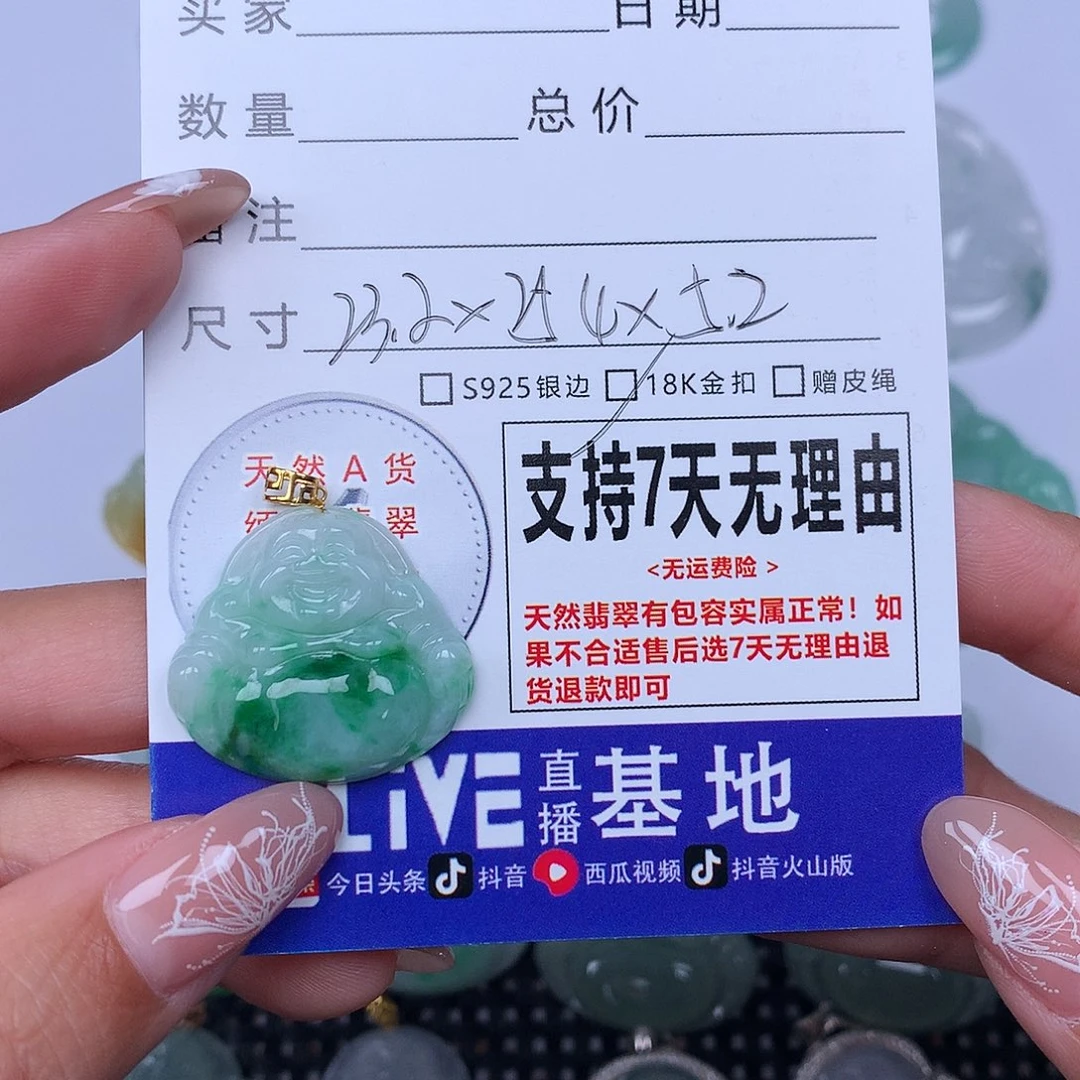 买家 日期
数量 总价
备注
尺寸 23.2×25.4×5.2
S925银边 18K金扣 赠皮绳
天然A货
翡翠
支持7天无理由
<无运费险>
天然翡翠有包容实属正常！如
果不合适售后选7天无理由退
货退款即可
LIVE 直播 基地
今日头条 抖音 西瓜视频 抖音火山版